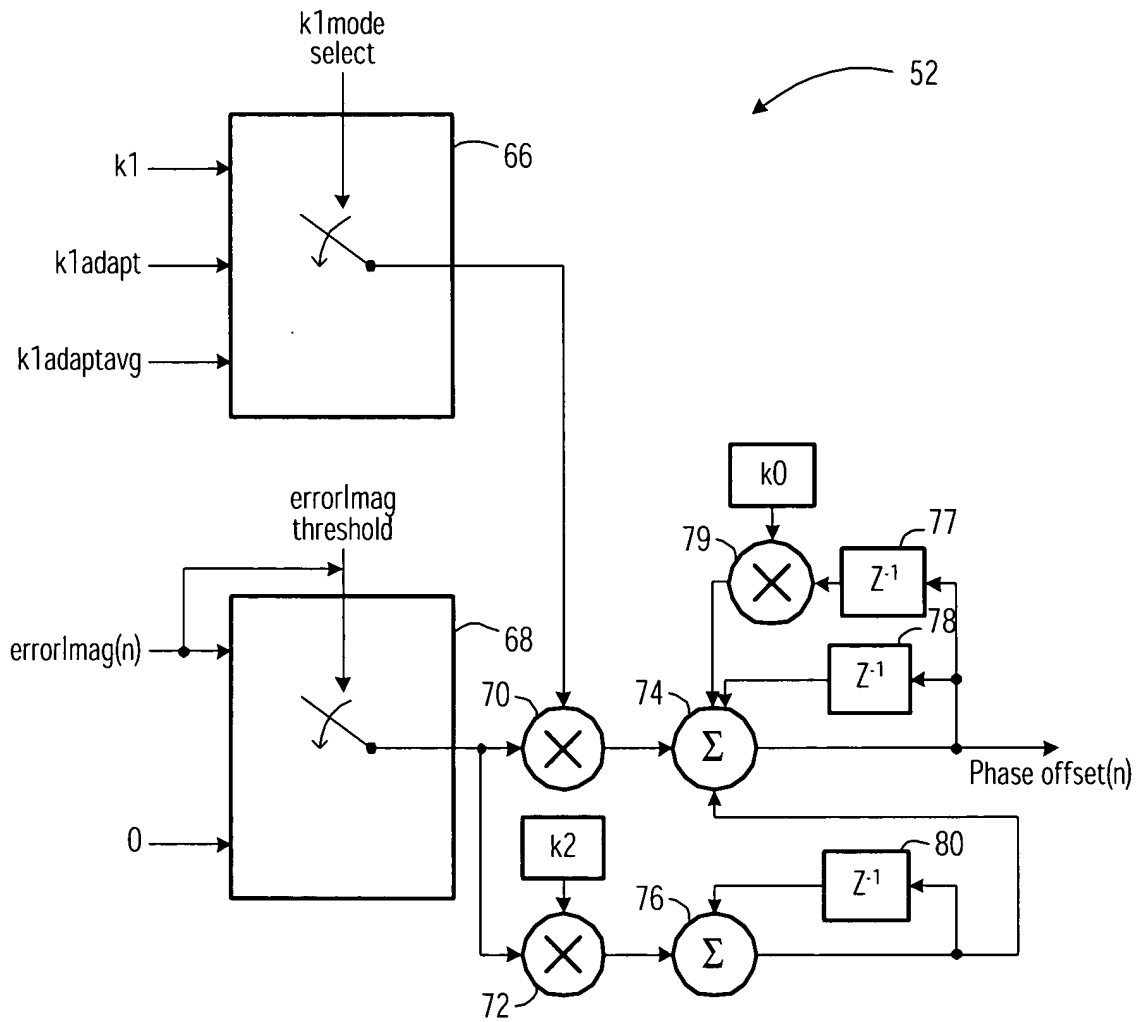 k1mode
select
52
k1
66
k1adapt
k1adaptavg
k0
errorImag
threshold
79
77
Z-1
errorImag(n)
68
78
Z-1
70
74
Σ
Phase offset(n)
0
k2
80
Z-1
76
Σ
72